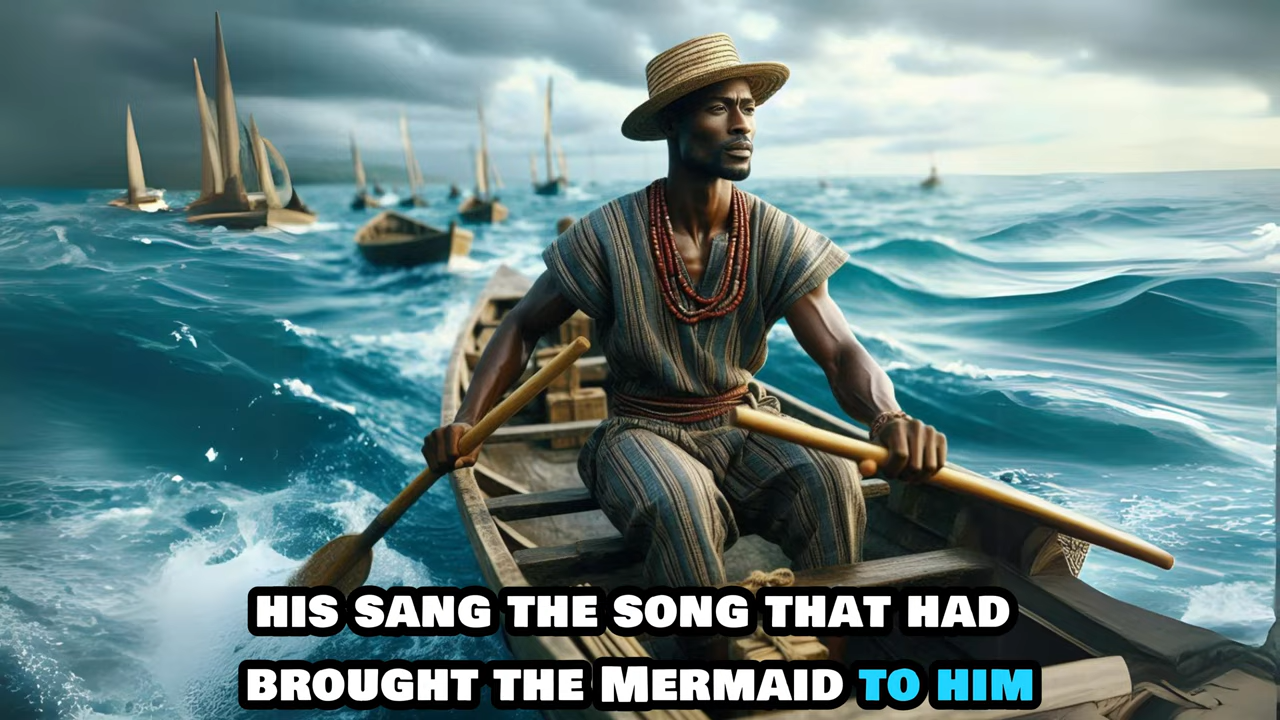 HIS SANG THE SONG THAT HAD
BROUGHT THE MERMAID TO HIM